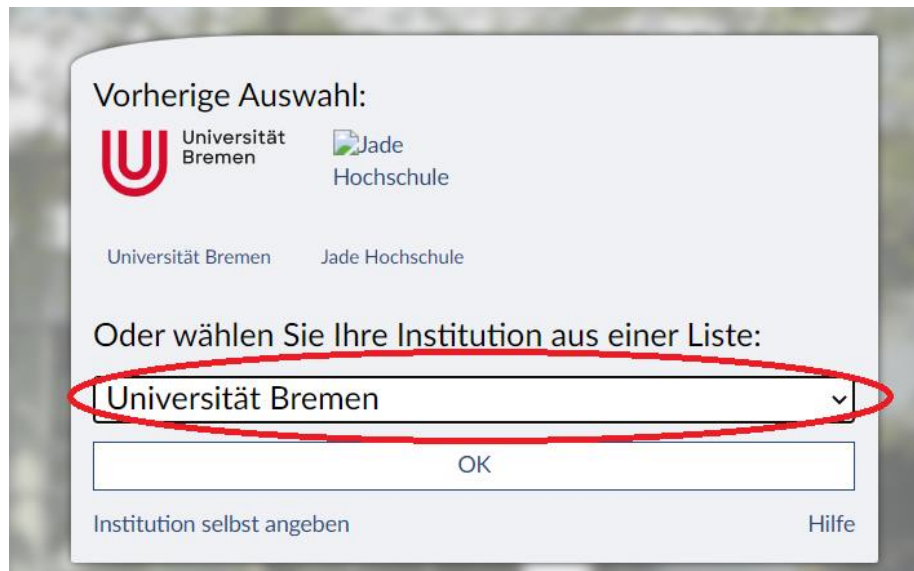 Vorherige Auswahl:
Universität
Bremen
Jade
Hochschule
Universität Bremen
Jade Hochschule
Oder wählen Sie Ihre Institution aus einer Liste:
Universität Bremen
OK
Institution selbst angeben
Hilfe